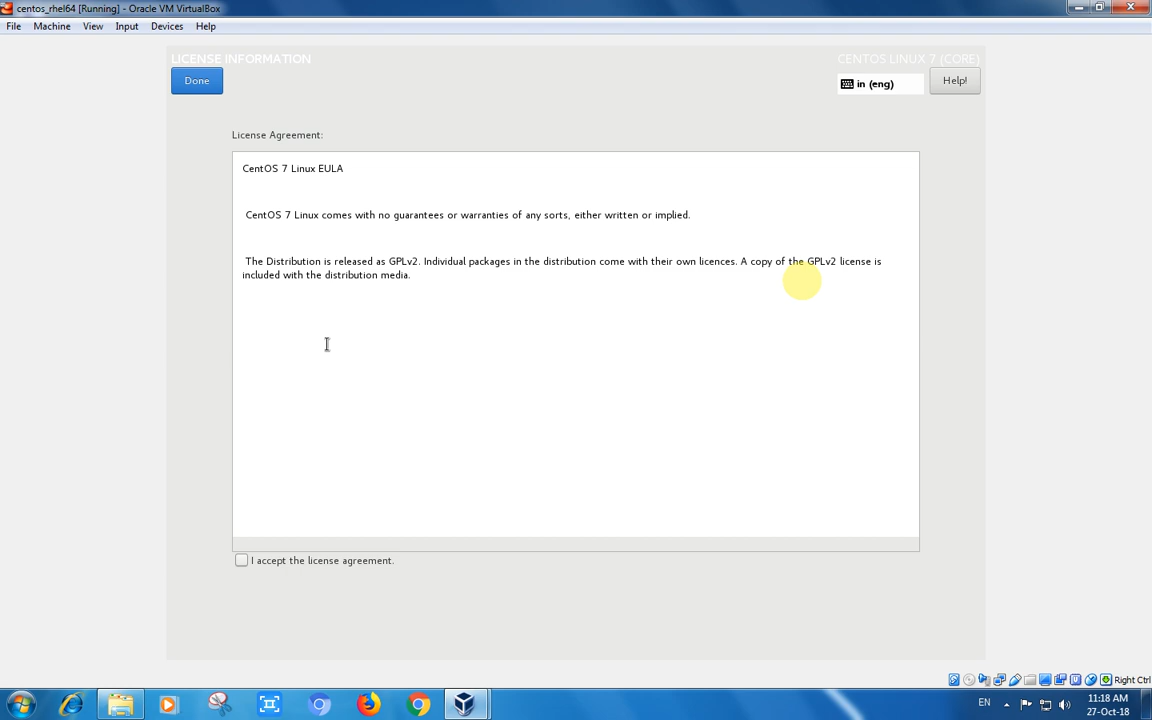 centos_rhel64 [Running] - Oracle VM VirtualBox
File Machine View Input Devices Help
LICENSE INFORMATION
CENTOS LINUX 7 (CORE)
Done
in (eng)
Help!
License Agreement:
CentOS 7 Linux EULA
CentOS 7 Linux comes with no guarantees or warranties of any sorts, either written or implied.
The Distribution is released as GPLv2. Individual packages in the distribution come with their own licences. A copy of the GPLv2 license is
included with the distribution media.
I accept the license agreement.
Right Ctrl
EN
11:18 AM
27-Oct-18